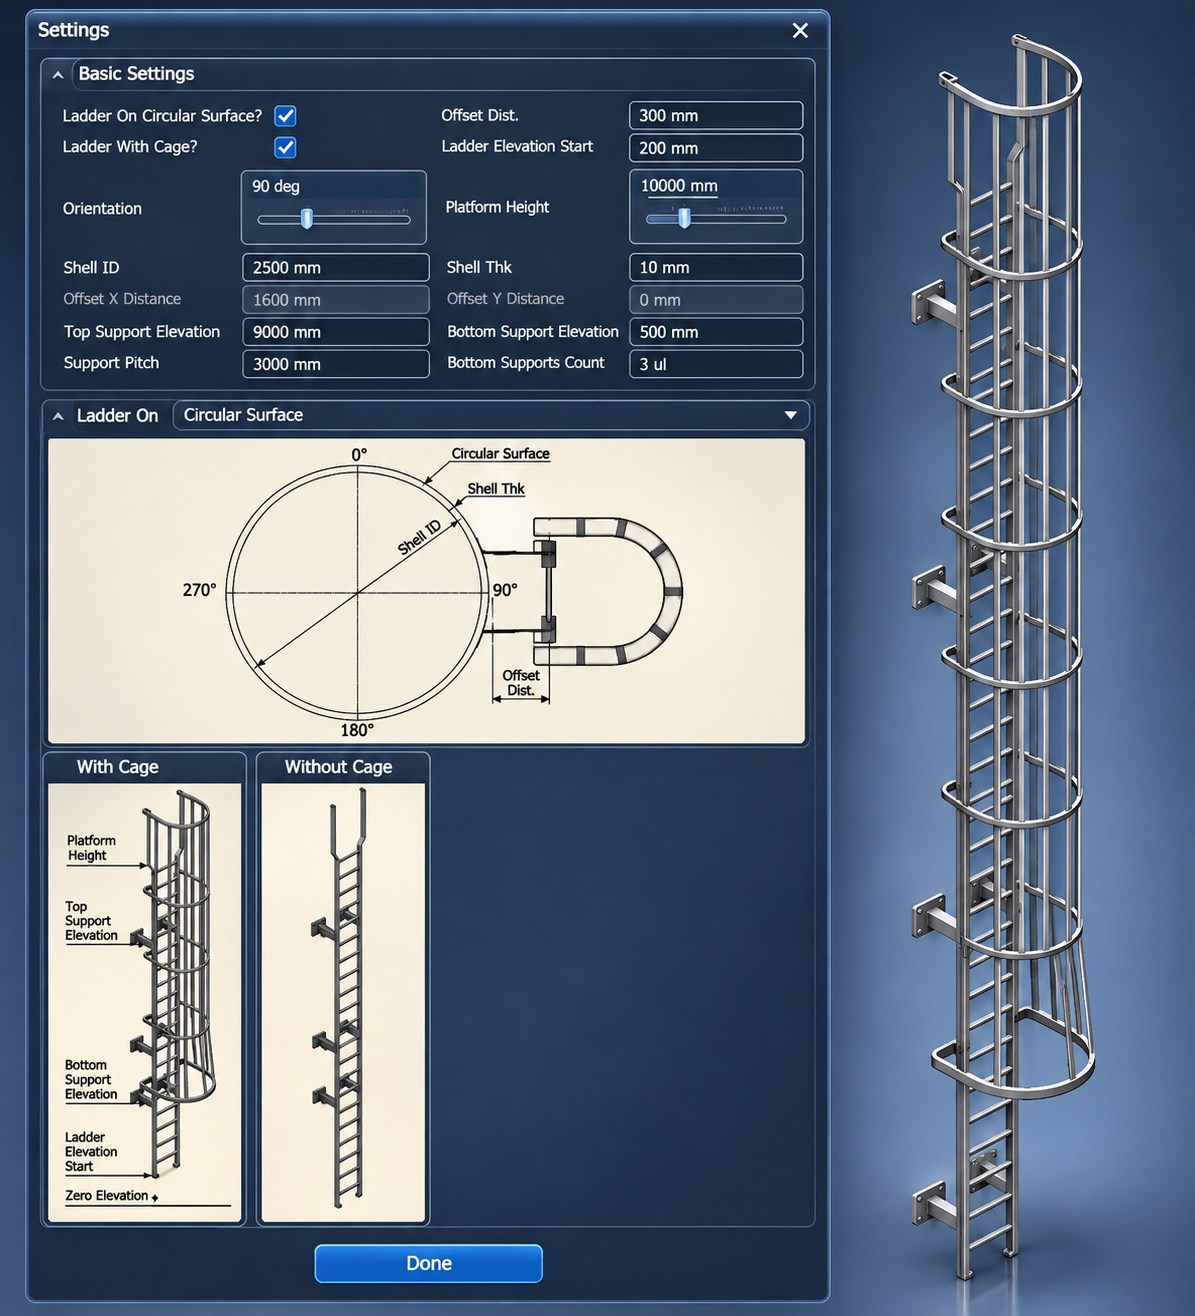 Settings
Basic Settings
Ladder On Circular Surface?
Offset Dist. 300 mm
Ladder With Cage?
Ladder Elevation Start 200 mm
Orientation 90 deg
Platform Height 10000 mm
Shell ID 2500 mm
Shell Thk 10 mm
Offset X Distance 1600 mm
Offset Y Distance 0 mm
Top Support Elevation 9000 mm
Bottom Support Elevation 500 mm
Support Pitch 3000 mm
Bottom Supports Count 3 ul
Ladder On Circular Surface
0°
Circular Surface
Shell Thk
Shell ID
270°
90°
Offset
Dist.
180°
With Cage
Platform
Height
Top
Support
Elevation
Bottom
Support
Elevation
Ladder
Elevation
Start
Zero Elevation
Without Cage
Done